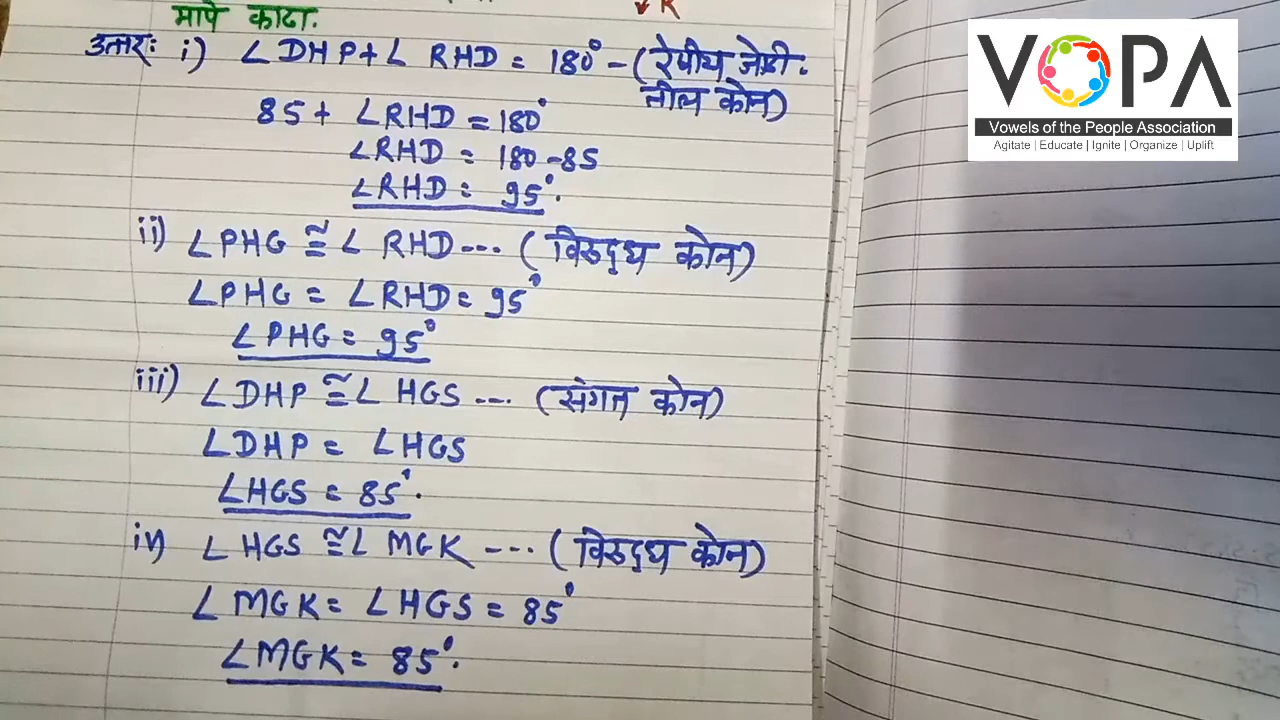 मापे काढा.
उत्तरः i) ∠DHP + ∠RHD = 180° - (रेषीय जोडी.
तील कोन)
85 + ∠RHD = 180°
∠RHD = 180 - 85
∠RHD = 95°.
ii) ∠PHG ≅ ∠RHD --- (विरुद्ध कोन)
∠PHG = ∠RHD = 95°
∠PHG = 95°
iii) ∠DHP ≅ ∠HGS --- (संगत कोन)
∠DHP = ∠HGS
∠HGS = 85°.
iv) ∠HGS ≅ ∠MGK --- (विरुद्ध कोन)
∠MGK = ∠HGS = 85°
∠MGK = 85°.
R
VOPA
Vowels of the People Association
Agitate | Educate | Ignite | Organize | Uplift